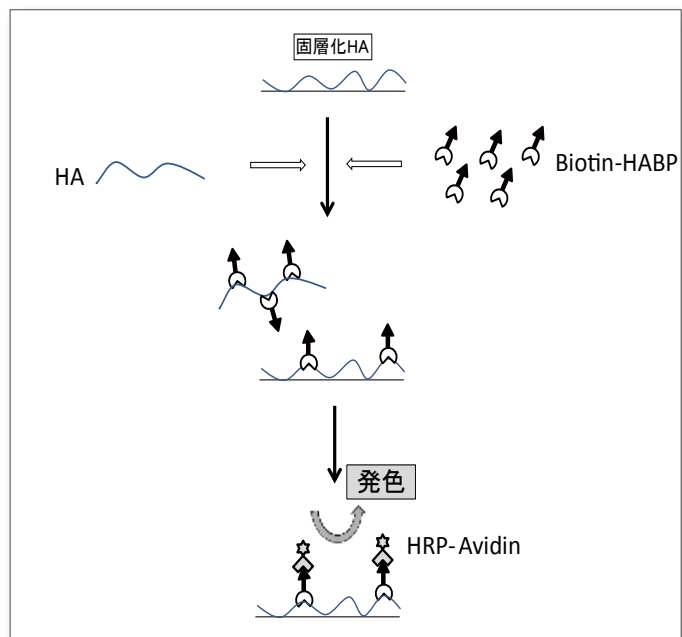 固層化HA
HA
Biotin-HABP
発色
HRP-Avidin